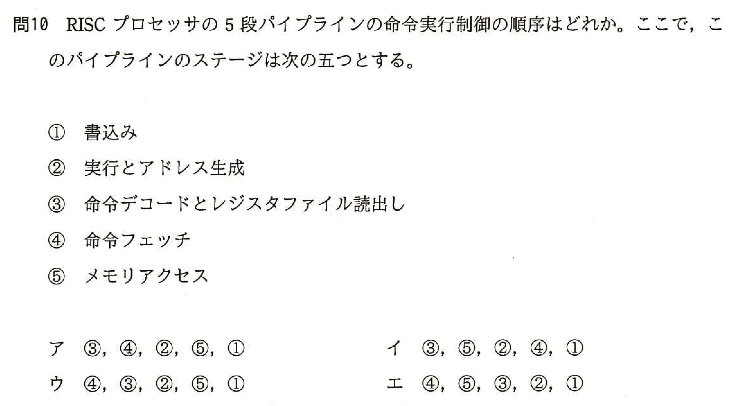 問10 RISC プロセッサの 5 段パイプラインの命令実行制御の順序はどれか。ここで，こ
のパイプラインのステージは次の五つとする。
① 書込み
② 実行とアドレス生成
③ 命令デコードとレジスタファイル読出し
④ 命令フェッチ
⑤ メモリアクセス
ア ③，④，②，⑤，① イ ③，⑤，②，④，①
ウ ④，③，②，⑤，① エ ④，⑤，③，②，①